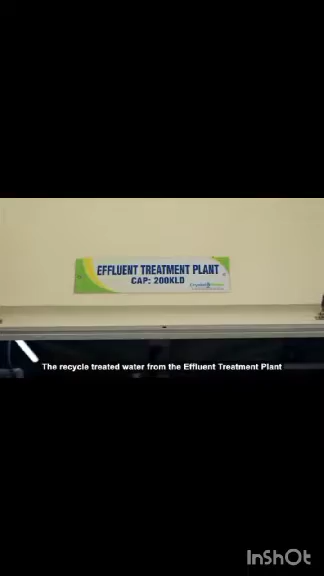 EFFLUENT TREATMENT PLANT
CAP: 200KLD
The recycle treated water from the Effluent Treatment Plant
InShOt